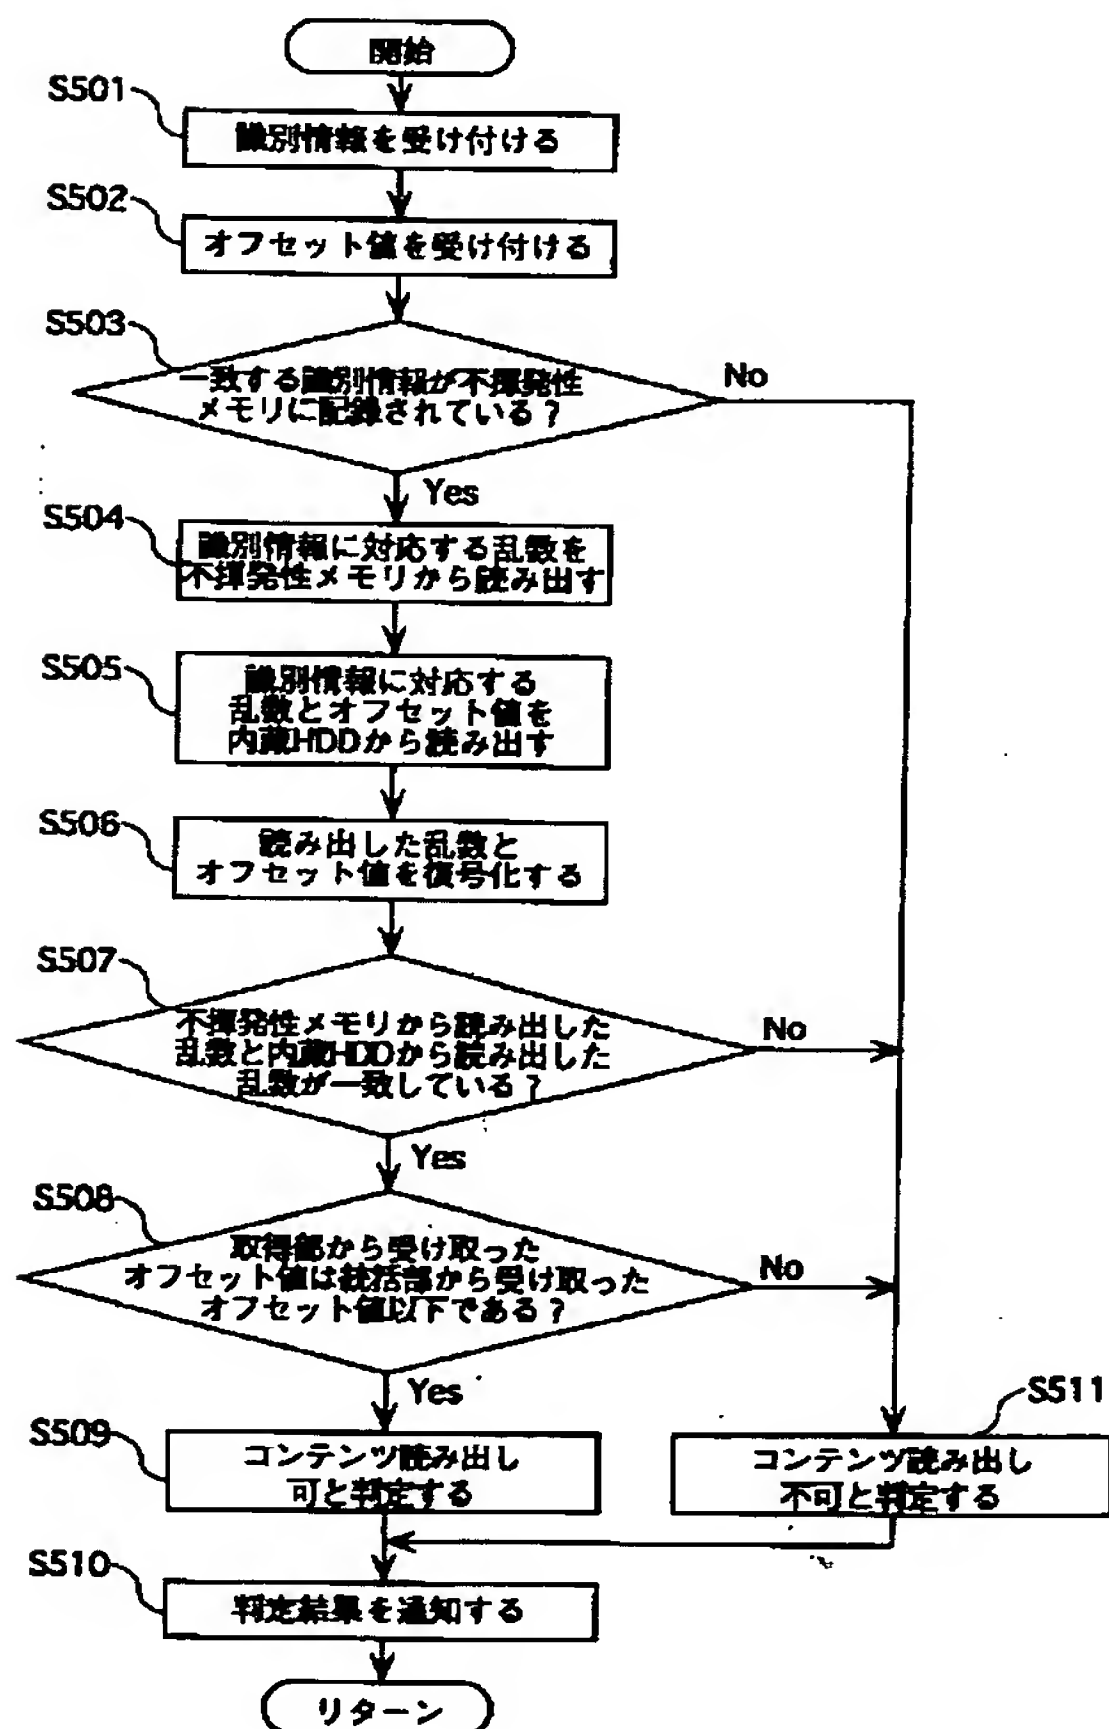 開始
S501
識別情報を受け付ける
S502
オフセット値を受け付ける
S503
一致する識別情報が不揮発性
メモリに記録されている？
No
Yes
S504
識別情報に対応する乱数を
不揮発性メモリから読み出す
S505
識別情報に対応する
乱数とオフセット値を
内蔵HDDから読み出す
S506
読み出した乱数と
オフセット値を復号化する
S507
不揮発性メモリから読み出した
乱数と内蔵HDDから読み出した
乱数が一致している？
No
Yes
S508
取得部から受け取った
オフセット値は統括部から受け取った
オフセット値以下である？
No
Yes
S509
コンテンツ読み出し
可と判定する
S511
コンテンツ読み出し
不可と判定する
S510
判定結果を通知する
リターン